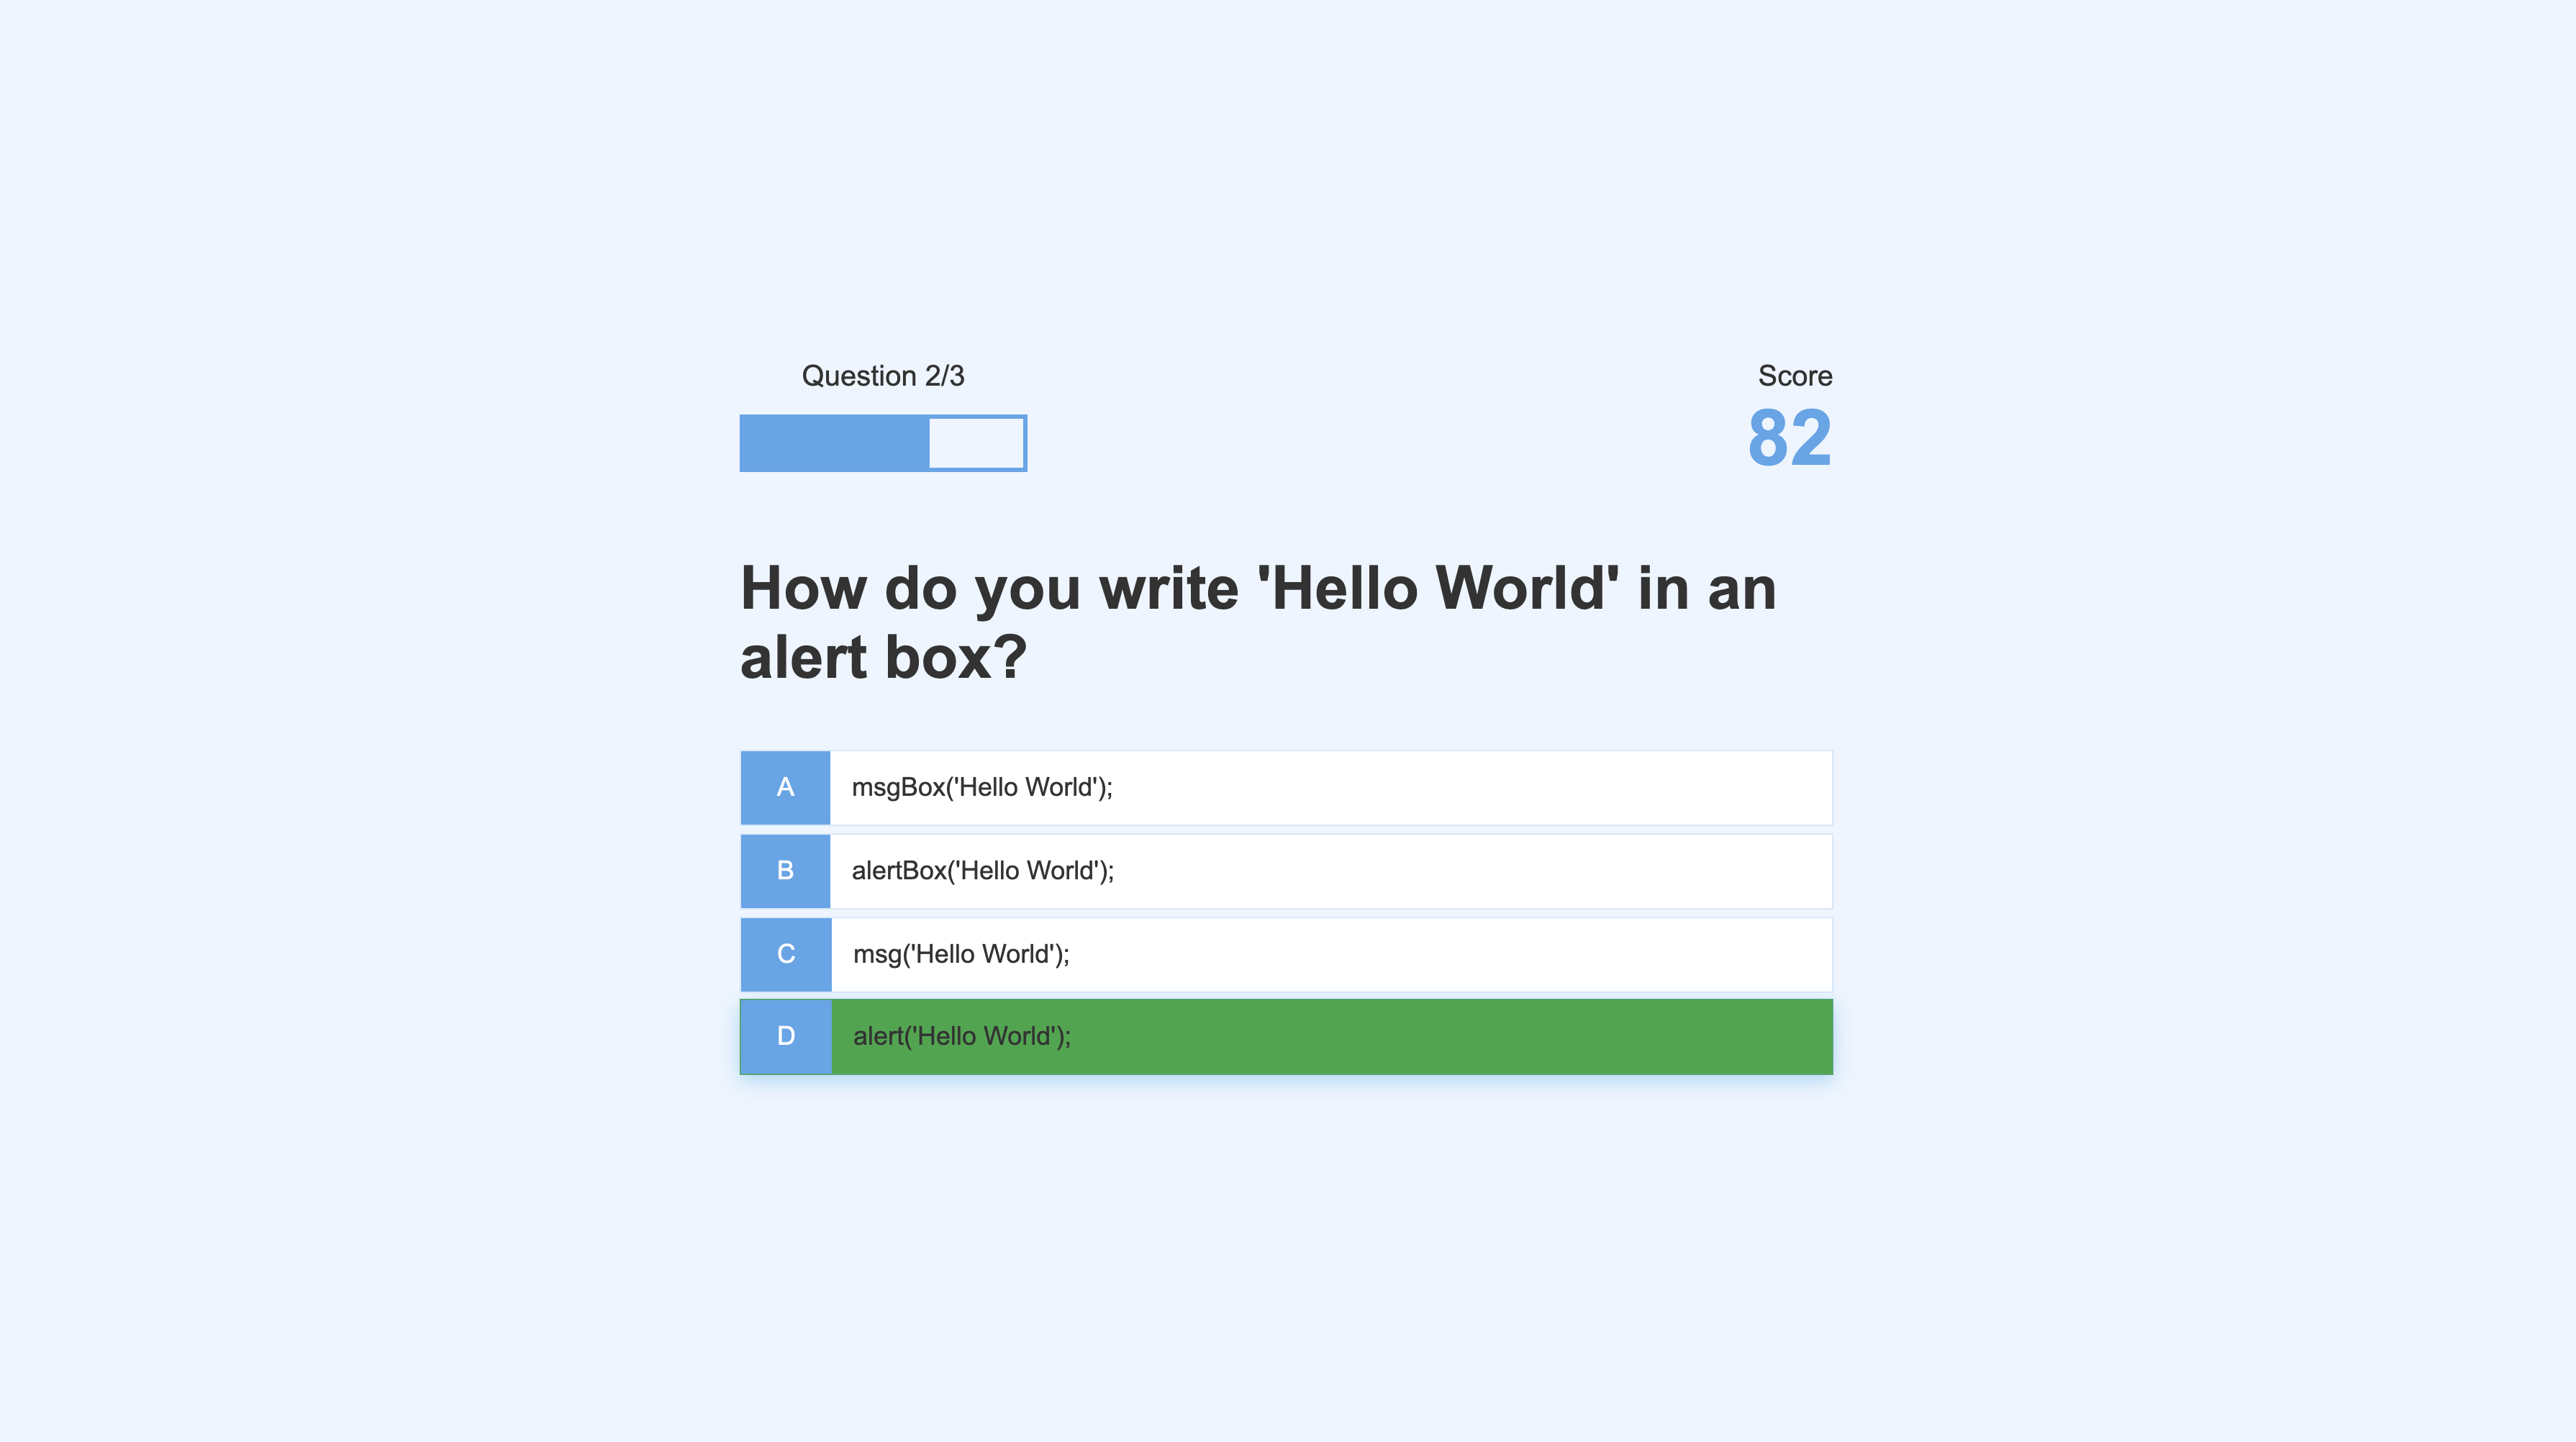 Question 2/3
Score
82
How do you write 'Hello World' in an
alert box?
A msgBox('Hello World');
B alertBox('Hello World');
C msg('Hello World');
D alert('Hello World');